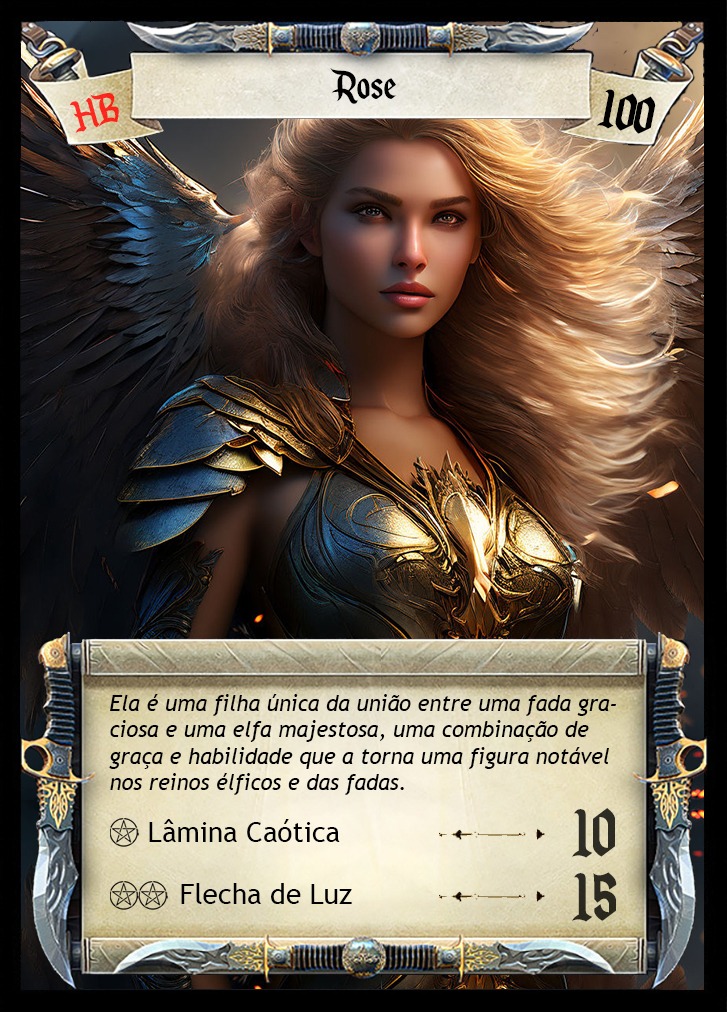 Rose
HB
100
Ela é uma filha única da união entre uma fada gra-
ciosa e uma elfa majestosa, uma combinação de
graça e habilidade que a torna uma figura notável
nos reinos élficos e das fadas.
Lâmina Caótica 10
Flecha de Luz 15